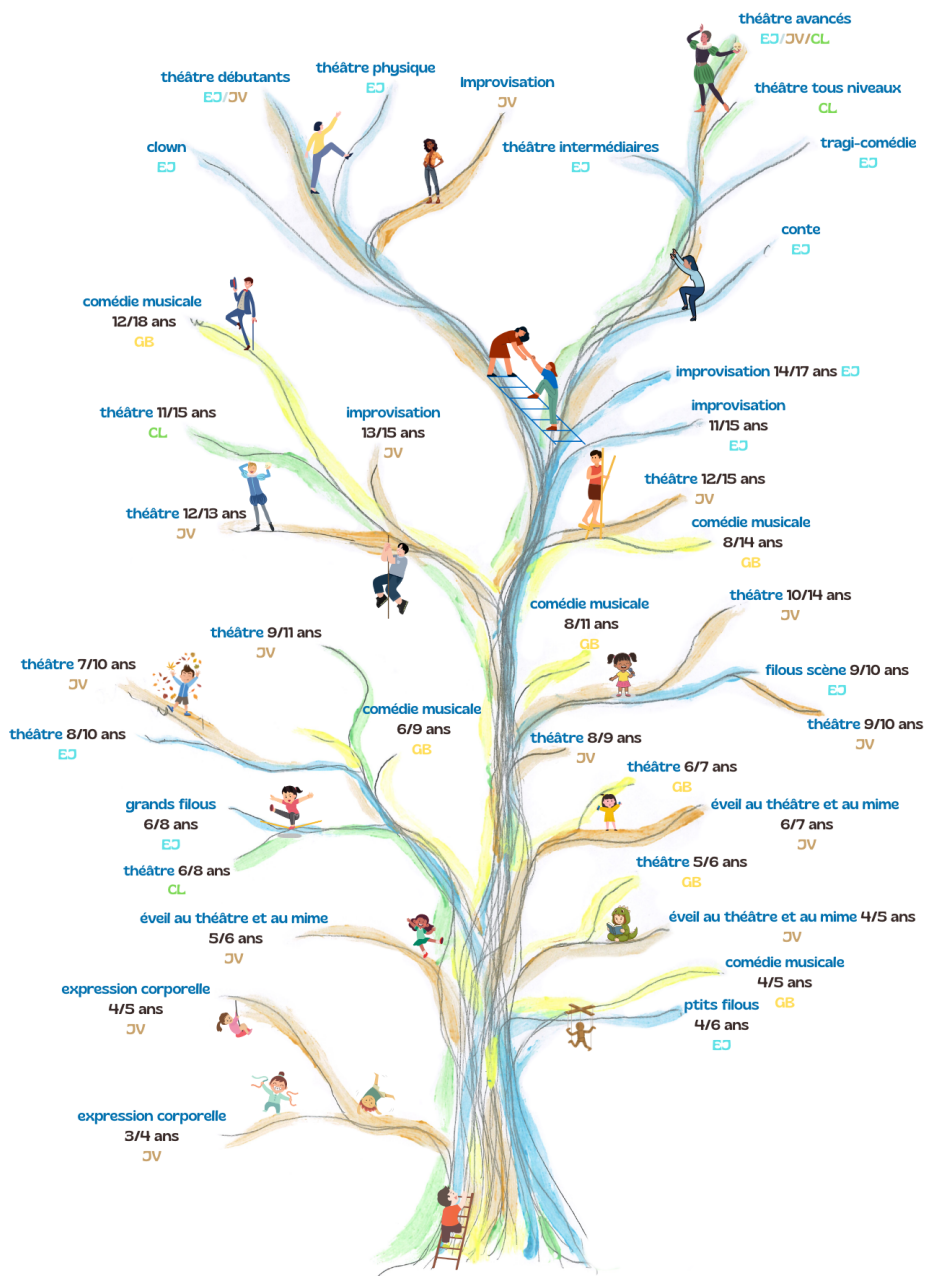 théâtre avancés
EJ/JV/CL
théâtre physique
EJ
théâtre débutants
EJ/JV
Improvisation
JV
théâtre tous niveaux
CL
clown
EJ
théâtre intermédiaires
EJ
tragi-comédie
EJ
conte
EJ
comédie musicale
12/18 ans
GB
improvisation 14/17 ans EJ
théâtre 11/15 ans
CL
improvisation
13/15 ans
JV
improvisation
11/15 ans
EJ
théâtre 12/15 ans
JV
théâtre 12/13 ans
JV
comédie musicale
8/14 ans
GB
théâtre 10/14 ans
JV
comédie musicale
8/11 ans
GB
théâtre 9/11 ans
JV
théâtre 7/10 ans
JV
filous scène 9/10 ans
EJ
comédie musicale
6/9 ans
GB
théâtre 9/10 ans
JV
théâtre 8/10 ans
EJ
théâtre 8/9 ans
JV
théâtre 6/7 ans
GB
grands filous
6/8 ans
EJ
éveil au théâtre et au mime
6/7 ans
JV
théâtre 6/8 ans
CL
théâtre 5/6 ans
GB
éveil au théâtre et au mime
5/6 ans
JV
éveil au théâtre et au mime 4/5 ans
JV
comédie musicale
4/5 ans
GB
expression corporelle
4/5 ans
JV
ptits filous
4/6 ans
EJ
expression corporelle
3/4 ans
JV